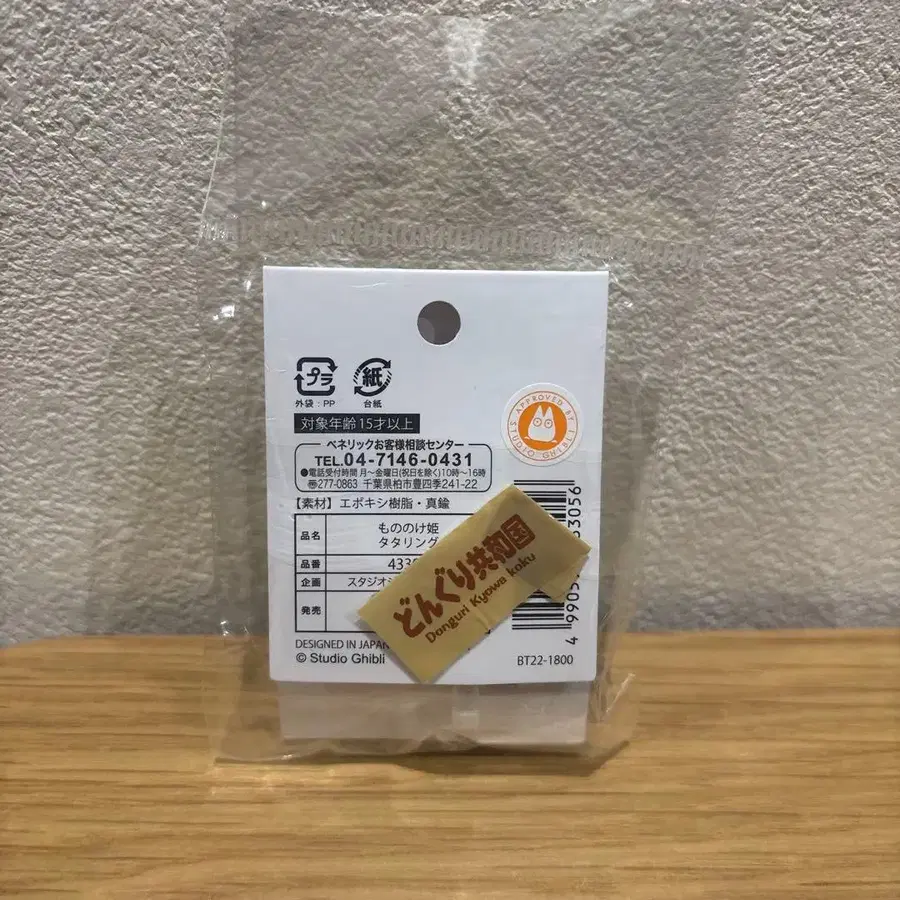 プラ
外袋：PP
紙
台紙
対象年齢15才以上
APPROVED BY
STUDIO GHIBLI
ベネリックお客様相談センター
TEL.04-7146-0431
●電話受付時間 月～金曜日(祝日を除く)10時～16時
〠277-0863 千葉県柏市豊四季241-22
【素材】エポキシ樹脂・真鍮
品名
もののけ姫
タタリング
品番
433
企画
スタジオジ
発売
DESIGNED IN JAPAN
© Studio Ghibli
どんぐり共和国
Donguri Kyowa koku
4 9905
3056
BT22-1800